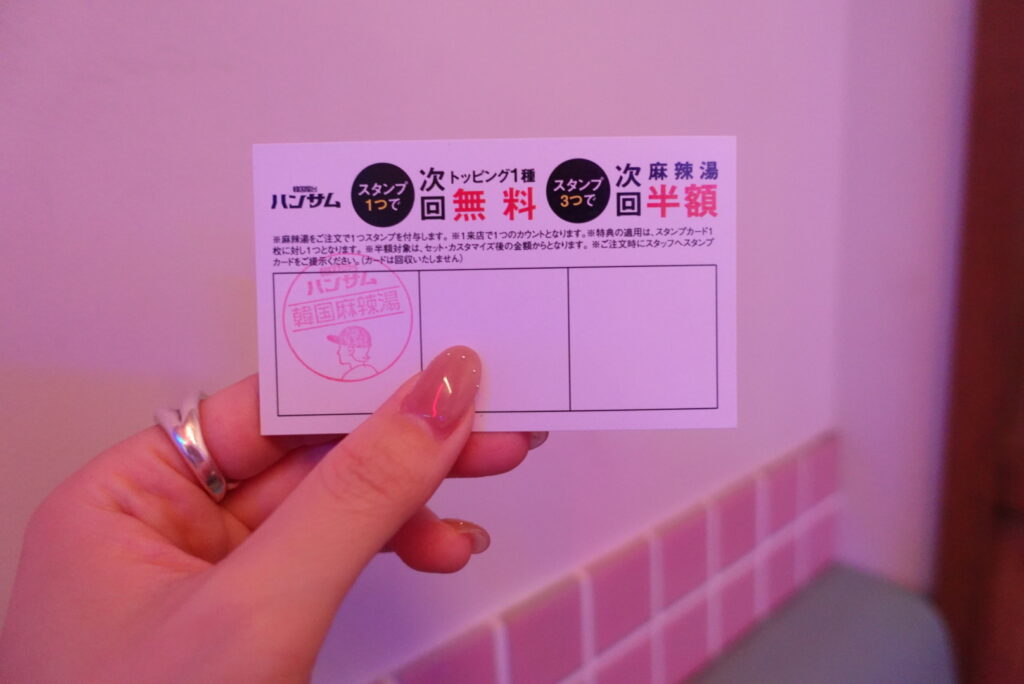 韓国屋台
ハンサム
スタンプ
1つで
次回
トッピング1種
無料
スタンプ
3つで
次回
麻辣湯
半額
※麻辣湯をご注文で1つスタンプを付与します。※1来店で1つのカウントとなります。※特典の適用は、スタンプカード1
枚に対し1つとなります。※半額対象は、セット・カスタマイズ後の金額からとなります。※ご注文時にスタッフへスタンプ
カードをご提示ください。(カードは回収いたしません)
ハンサム
韓国麻辣湯